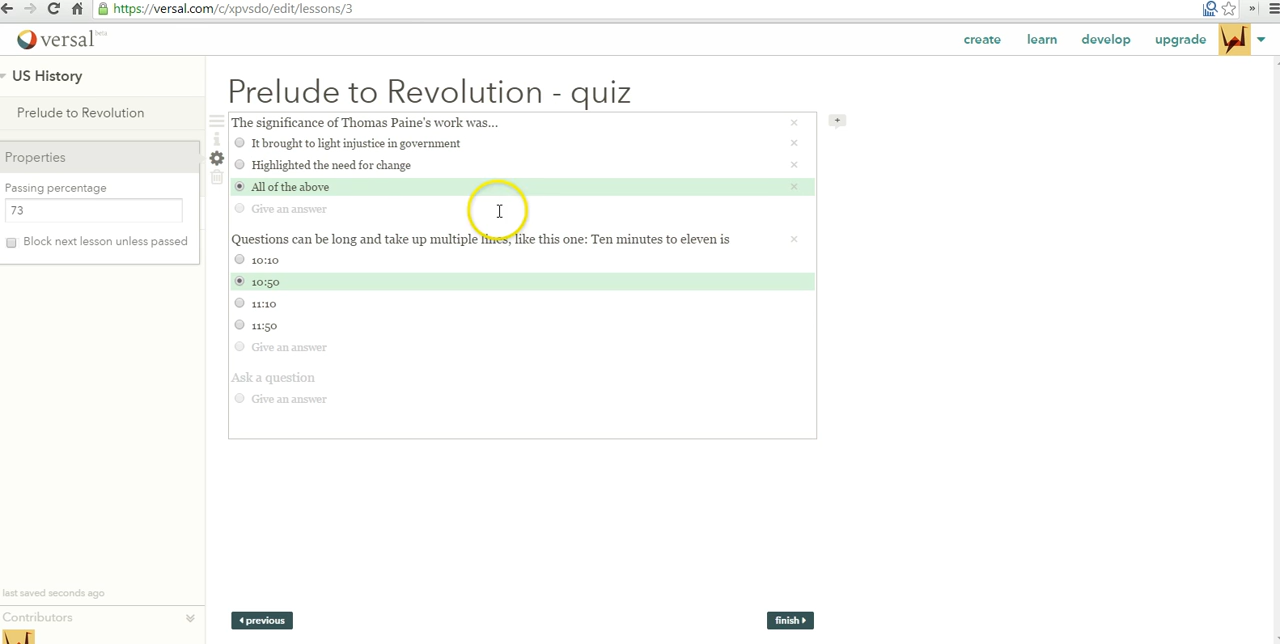 https://versal.com/c/xpvsdo/edit/lessons/3
versal beta
create learn develop upgrade
US History
Prelude to Revolution
Properties
Passing percentage
73
Block next lesson unless passed
Prelude to Revolution - quiz
The significance of Thomas Paine's work was...
It brought to light injustice in government
Highlighted the need for change
All of the above
Give an answer
Questions can be long and take up multiple lines, like this one: Ten minutes to eleven is
10:10
10:50
11:10
11:50
Give an answer
Ask a question
Give an answer
last saved seconds ago
Contributors
previous
finish